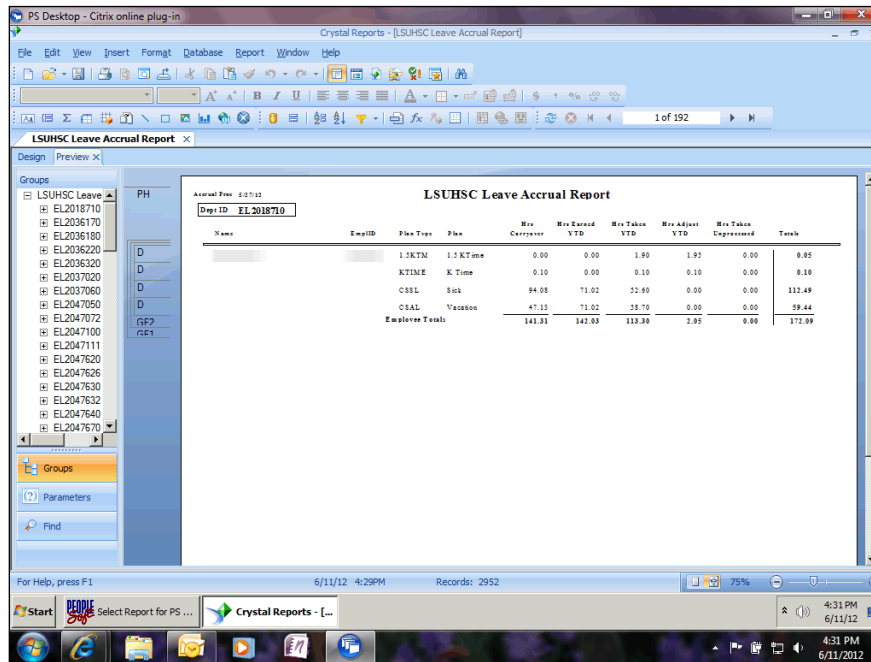 PS Desktop - Citrix online plug-in
Crystal Reports - [LSUHSC Leave Accrual Report]
File Edit View Insert Format Database Report Window Help
A A B I U A $ , %
Σ fx 1 of 192
LSUHSC Leave Accrual Report ×
Design Preview ×
Groups
LSUHSC Leave
EL2018710
EL2036170
EL2036180
EL2036220
EL2036320
EL2037020
EL2037060
EL2047050
EL2047072
EL2047100
EL2047111
EL2047620
EL2047626
EL2047630
EL2047632
EL2047640
EL2047670
Groups
Parameters
Find
PH
D
D
D
D
GF2
GF1
Accrual Proc 5/27/12 LSUHSC Leave Accrual Report
Dept ID EL2018710
Name EmplID Plan Type Plan Hrs Carryover Hrs Earned YTD Hrs Taken YTD Hrs Adjust YTD Hrs Taken Unprocessed Totals
1.5KTM 1.5 KTime 0.00 0.00 1.90 1.95 0.00 0.05
KTIME K Time 0.10 0.00 0.10 0.10 0.00 0.10
CSSL Sick 94.08 71.02 52.60 0.00 0.00 112.49
CSAL Vacation 47.13 71.02 58.70 0.00 0.00 59.44
Employee Totals 141.31 142.03 113.30 2.05 0.00 172.09
For Help, press F1 6/11/12 4:29PM Records: 2952 75%
Start PEOPLE Soft Select Report for PS ... Crystal Reports - [... 4:31 PM
6/11/12
4:31 PM
6/11/2012